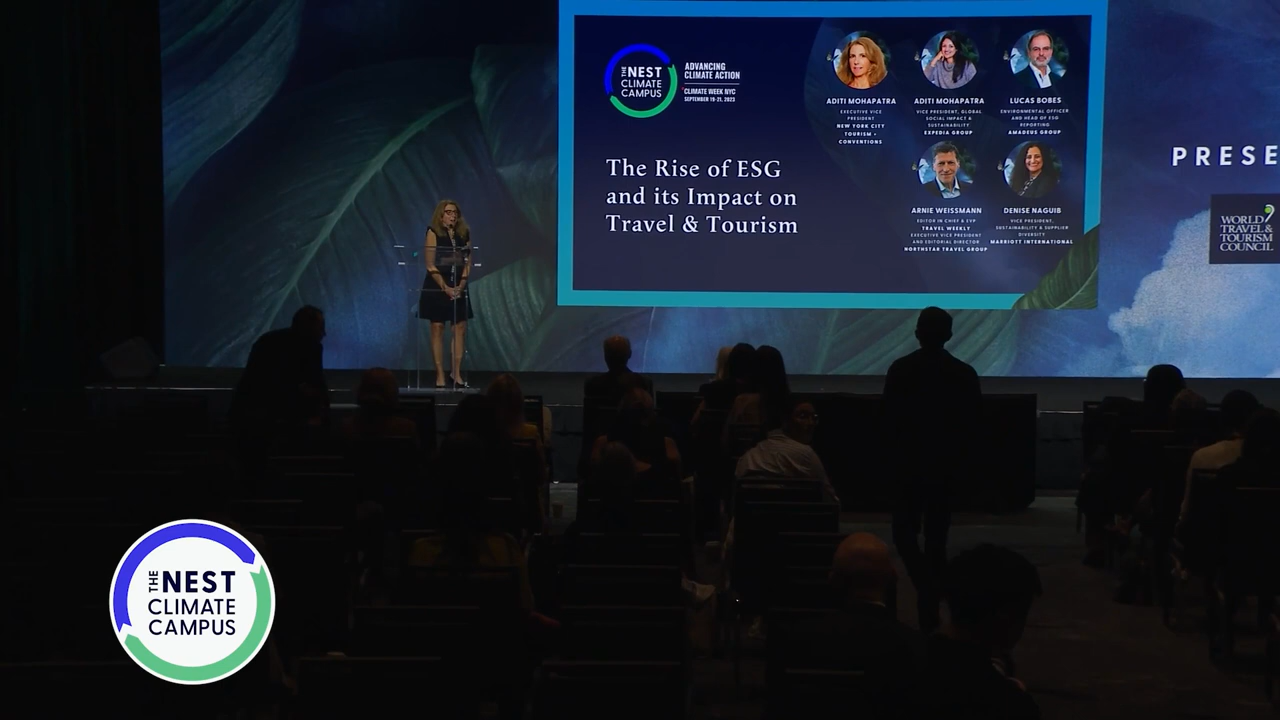 THE
NEST
CLIMATE
CAMPUS
ADVANCING
CLIMATE ACTION
CLIMATE WEEK NYC
SEPTEMBER 19-21, 2023
The Rise of ESG
and its Impact on
Travel & Tourism
ADITI MOHAPATRA
EXECUTIVE VICE
PRESIDENT
NEW YORK CITY
TOURISM +
CONVENTIONS
ADITI MOHAPATRA
VICE PRESIDENT, GLOBAL
SOCIAL IMPACT &
SUSTAINABILITY
EXPEDIA GROUP
LUCAS BOBES
ENVIRONMENTAL OFFICER
AND HEAD OF ESG
REPORTING
AMADEUS GROUP
ARNIE WEISSMANN
EDITOR IN CHIEF & EVP
TRAVEL WEEKLY
EXECUTIVE VICE PRESIDENT
AND EDITORIAL DIRECTOR
NORTHSTAR TRAVEL GROUP
DENISE NAGUIB
VICE PRESIDENT,
SUSTAINABILITY & SUPPLIER
DIVERSITY
MARRIOTT INTERNATIONAL
PRESE
WORLD
TRAVEL &
TOURISM
COUNCIL
THE
NEST
CLIMATE
CAMPUS